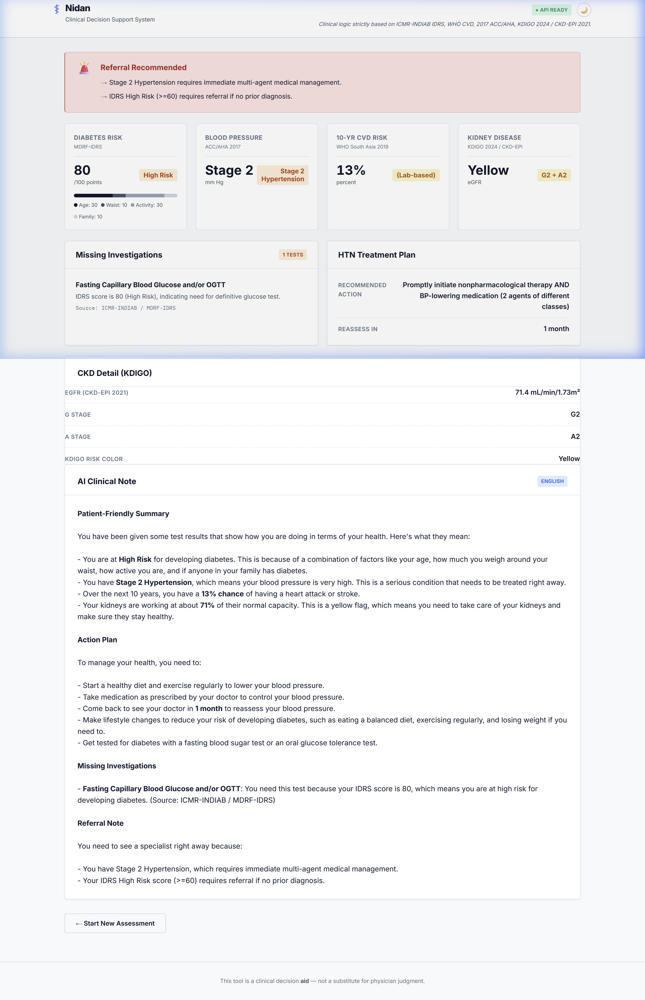 Nidan
Clinical Decision Support System
● API READY
Clinical logic strictly based on ICMR-INDIAB IDRS, WHO CVD, 2017 ACC/AHA, KDIGO 2024 / CKD-EPI 2021.
Referral Recommended
→ Stage 2 Hypertension requires immediate multi-agent medical management.
→ IDRS High Risk (>=60) requires referral if no prior diagnosis.
DIABETES RISK
MDRF-IDRS
80
/100 points
High Risk
Age: 30 Waist: 10 Activity: 30
Family: 10
BLOOD PRESSURE
ACC/AHA 2017
Stage 2
mm Hg
Stage 2
Hypertension
10-YR CVD RISK
WHO South Asia 2019
13%
percent
(Lab-based)
KIDNEY DISEASE
KDIGO 2024 / CKD-EPI
Yellow
eGFR
G2 + A2
Missing Investigations
1 TESTS
Fasting Capillary Blood Glucose and/or OGTT
IDRS score is 80 (High Risk), indicating need for definitive glucose test.
Source: ICMR-INDIAB / MDRF-IDRS
HTN Treatment Plan
RECOMMENDED
ACTION
Promptly initiate nonpharmacological therapy AND
BP-lowering medication (2 agents of different
classes)
REASSESS IN
1 month
CKD Detail (KDIGO)
EGFR (CKD-EPI 2021)
71.4 mL/min/1.73m²
G STAGE
G2
A STAGE
A2
KDIGO RISK COLOR
Yellow
AI Clinical Note
ENGLISH
Patient-Friendly Summary
You have been given some test results that show how you are doing in terms of your health. Here's what they mean:
- You are at High Risk for developing diabetes. This is because of a combination of factors like your age, how much you weigh around your
waist, how active you are, and if anyone in your family has diabetes.
- You have Stage 2 Hypertension, which means your blood pressure is very high. This is a serious condition that needs to be treated right away.
- Over the next 10 years, you have a 13% chance of having a heart attack or stroke.
- Your kidneys are working at about 71% of their normal capacity. This is a yellow flag, which means you need to take care of your kidneys and
make sure they stay healthy.
Action Plan
To manage your health, you need to:
- Start a healthy diet and exercise regularly to lower your blood pressure.
- Take medication as prescribed by your doctor to control your blood pressure.
- Come back to see your doctor in 1 month to reassess your blood pressure.
- Make lifestyle changes to reduce your risk of developing diabetes, such as eating a balanced diet, exercising regularly, and losing weight if you
need to.
- Get tested for diabetes with a fasting blood sugar test or an oral glucose tolerance test.
Missing Investigations
- Fasting Capillary Blood Glucose and/or OGTT: You need this test because your IDRS score is 80, which means you are at high risk for
developing diabetes. (Source: ICMR-INDIAB / MDRF-IDRS)
Referral Note
You need to see a specialist right away because:
- You have Stage 2 Hypertension, which requires immediate multi-agent medical management.
- Your IDRS High Risk score (>=60) requires referral if no prior diagnosis.
← Start New Assessment
This tool is a clinical decision aid — not a substitute for physician judgment.